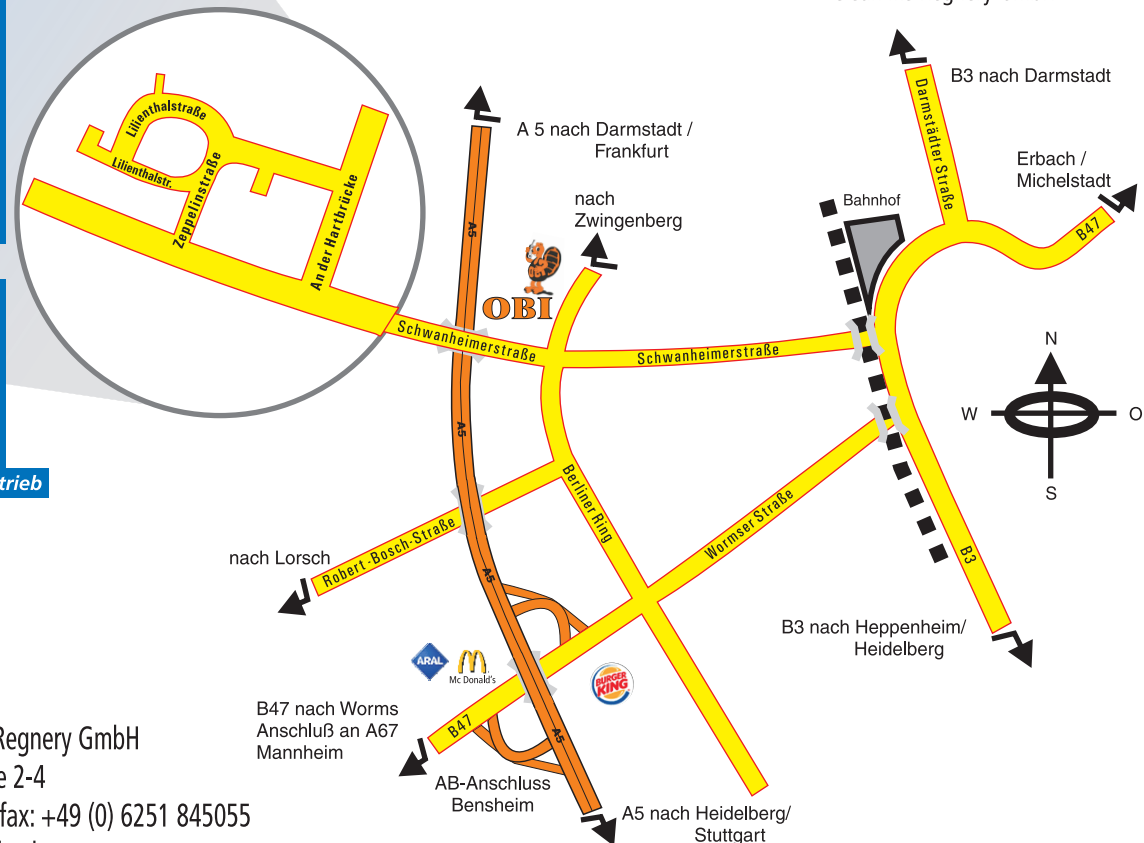 B3 nach Darmstadt
A 5 nach Darmstadt /
Frankfurt
Erbach /
Michelstadt
nach
Zwingenberg
Bahnhof
Darmstädter Straße
B47
Lilienthalstraße
Lilienthalstr.
Zeppelinstraße
An der Hartbrücke
A5
OBI
Schwanheimerstraße
Schwanheimerstraße
N
W
O
S
A5
trieb
Berliner Ring
Wormser Straße
Robert-Bosch-Straße
nach Lorsch
A5
B3
B3 nach Heppenheim/
Heidelberg
ARAL
Mc Donald's
BURGER
KING
B47 nach Worms
Anschluß an A67
Mannheim
B47
A5
AB-Anschluss
Bensheim
A5 nach Heidelberg/
Stuttgart
Regnery GmbH
e 2-4
fax: +49 (0) 6251 845055